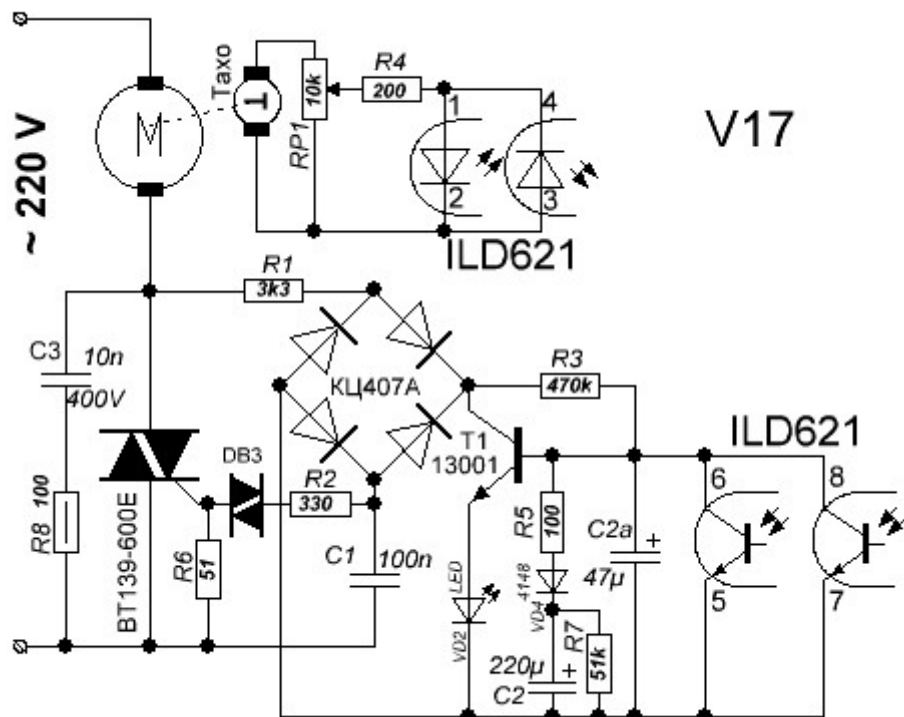 ~ 220 V
M
Taxo
T
RP1
10k
R4
200
1
2
4
3
ILD621
V17
R1
3k3
C3
10n
400V
КЦ407А
R3
470k
ILD621
T1
13001
DB3
R2
330
R8
100
BT139-600E
R6
51
C1
100n
LED
VD2
R5
100
4148
VD4
C2a
+
47µ
6
5
8
7
220µ
+
C2
R7
51k